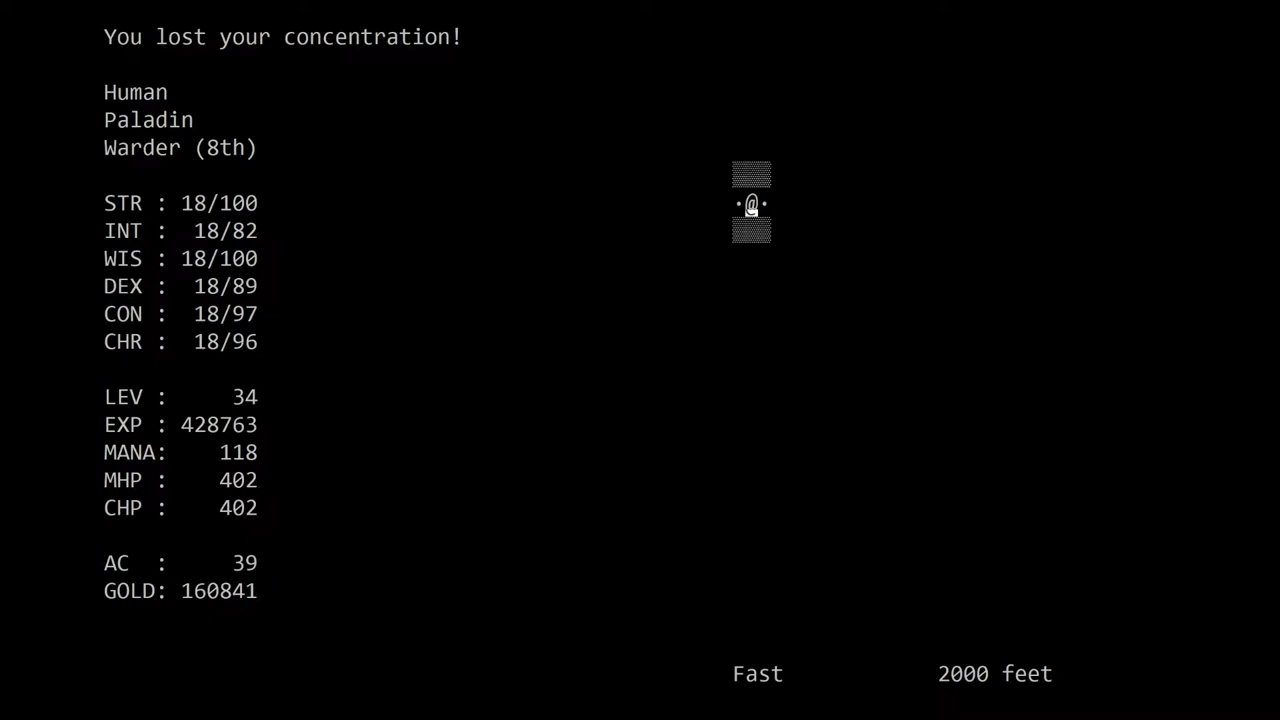 You lost your concentration!
Human
Paladin
Warder (8th)
STR : 18/100
INT : 18/82
WIS : 18/100
DEX : 18/89
CON : 18/97
CHR : 18/96
LEV : 34
EXP : 428763
MANA: 118
MHP : 402
CHP : 402
AC : 39
GOLD: 160841
·@·
Fast 2000 feet